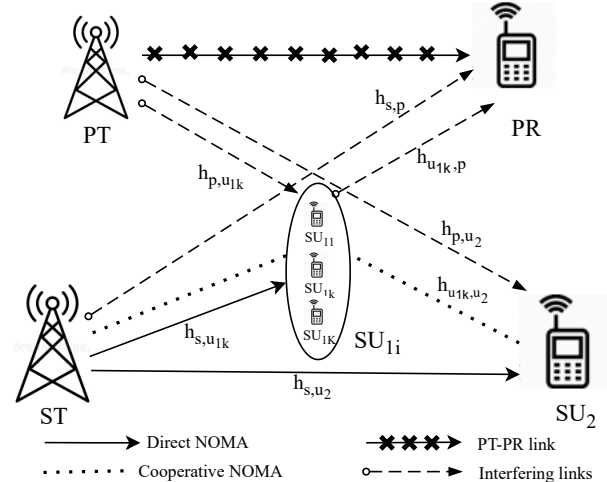 PT
PR
h_{s,p}
h_{u_{1k},p}
h_{p,u_{1k}}
h_{p,u_2}
SU_{11}
SU_{1k}
SU_{1K}
h_{u_{1k},u_2}
SU_{1i}
h_{s,u_{1k}}
h_{s,u_2}
ST
SU_2
Direct NOMA
PT-PR link
Cooperative NOMA
Interfering links